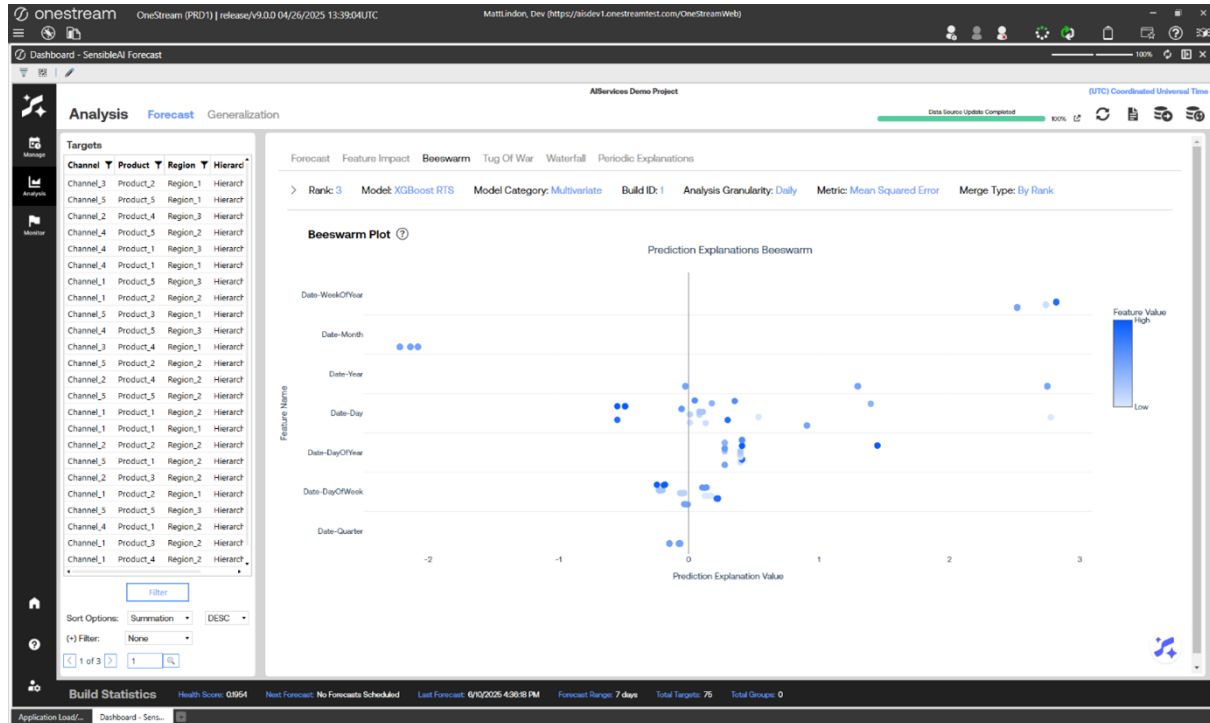 onestream OneStream (PRD1) | release/v9.0.0 04/26/2025 13:39:04UTC MattLindon, Dev (https://aisdev1.onestreamtest.com/OneStreamWeb)
Dashboard - SensibleAI Forecast 100%
AIServices Demo Project (UTC) Coordinated Universal Time
Analysis Forecast Generalization Data Source Update Completed 100%
Manage
Analysis
Monitor
Targets
Channel Product Region Hierarcl
Channel_3 Product_2 Region_1 Hierarch
Channel_5 Product_5 Region_1 Hierarch
Channel_2 Product_4 Region_3 Hierarch
Channel_4 Product_5 Region_2 Hierarch
Channel_4 Product_1 Region_3 Hierarch
Channel_4 Product_1 Region_1 Hierarch
Channel_1 Product_5 Region_3 Hierarch
Channel_1 Product_2 Region_2 Hierarch
Channel_5 Product_3 Region_1 Hierarch
Channel_4 Product_5 Region_3 Hierarch
Channel_3 Product_4 Region_1 Hierarch
Channel_5 Product_2 Region_2 Hierarch
Channel_2 Product_4 Region_2 Hierarch
Channel_5 Product_5 Region_2 Hierarch
Channel_1 Product_1 Region_2 Hierarch
Channel_1 Product_1 Region_1 Hierarch
Channel_2 Product_2 Region_2 Hierarch
Channel_5 Product_1 Region_2 Hierarch
Channel_2 Product_3 Region_2 Hierarch
Channel_1 Product_2 Region_1 Hierarch
Channel_5 Product_5 Region_3 Hierarch
Channel_4 Product_1 Region_2 Hierarch
Channel_1 Product_3 Region_2 Hierarch
Channel_1 Product_4 Region_2 Hierarch
Filter
Sort Options: Summation DESC
(+) Filter: None
1 of 3 1
Forecast Feature Impact Beeswarm Tug Of War Waterfall Periodic Explanations
Rank: 3 Model: XGBoost RTS Model Category: Multivariate Build ID: 1 Analysis Granularity: Daily Metric: Mean Squared Error Merge Type: By Rank
Beeswarm Plot
Prediction Explanations Beeswarm
Feature Name
Date-WeekOfYear
Date-Month
Date-Year
Date-Day
Date-DayOfYear
Date-DayOfWeek
Date-Quarter
-2 -1 0 1 2 3
Prediction Explanation Value
Feature Value
High
Low
Build Statistics Health Score: 0.1954 Next Forecast: No Forecasts Scheduled Last Forecast: 6/10/2025 4:36:18 PM Forecast Range: 7 days Total Targets: 75 Total Groups: 0
Application Load/... Dashboard - Sens...